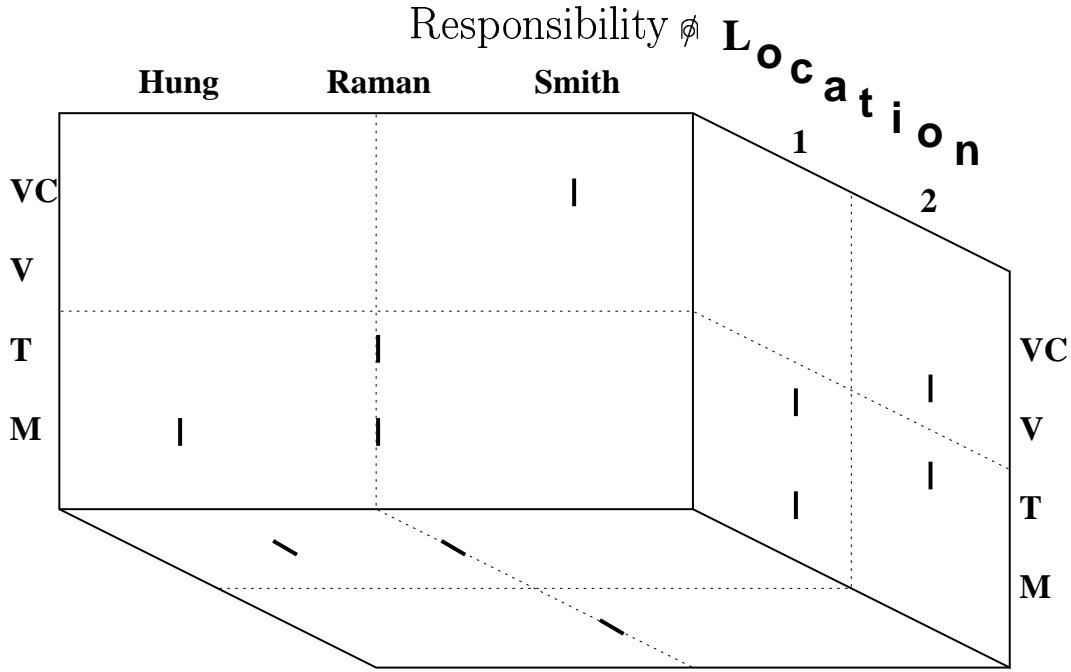 Responsibility
Location
Hung Raman Smith
1
2
VC
V
T
M
VC
V
T
M